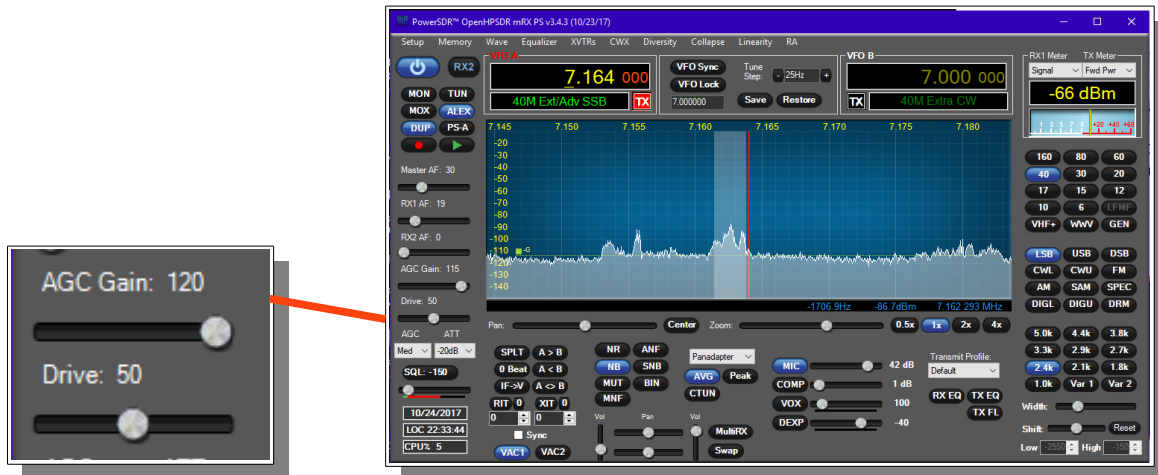 AGC Gain: 120
Drive: 50
PowerSDR™ OpenHPSDR mRX PS v3.4.3 (10/23/17)
Setup Memory Wave Equalizer XVTRs CWX Diversity Collapse Linearity RA
RX2
MON TUN
MOX ALEX
DUP PS-A
Master AF: 30
RX1 AF: 19
RX2 AF: 0
AGC Gain: 115
Drive: 50
AGC ATT
Med -20dB
SQL: -150
10/24/2017
LOC 22:33:44
CPU% 5
VFO A
7.164 000
40M Ext/Adv SSB TX
VFO Sync
VFO Lock
7.000000
Tune
Step: - 25Hz +
Save Restore
VFO B
7.000 000
TX 40M Extra CW
7.145 7.150 7.155 7.160 7.165 7.170 7.175 7.180
-20
-30
-40
-50
-60
-70
-80
-90
-100
-110 -G
-120
-130
-140
-1706.9Hz -86.7dBm 7.162 293 MHz
Pan: Center Zoom: 0.5x 1x 2x 4x
SPLT A > B
0 Beat A < B
IF->V A <> B
RIT 0 XIT 0
0 0
Sync
VAC1 VAC2
NR ANF
NB SNB
MUT BIN
MNF
Panadapter
AVG Peak
CTUN
Vol Pan Vol
MultiRX
Swap
MIC 42 dB
COMP 1 dB
VOX 100
DEXP -40
Transmit Profile:
Default
RX EQ TX EQ
TX FL
RX1 Meter TX Meter
Signal Fwd Pwr
-66 dBm
1 3 5 7 9 +20 +40 +60
160 80 60
40 30 20
17 15 12
10 6 LFMF
VHF+ WWV GEN
LSB USB DSB
CWL CWU FM
AM SAM SPEC
DIGL DIGU DRM
5.0k 4.4k 3.8k
3.3k 2.9k 2.7k
2.4k 2.1k 1.8k
1.0k Var 1 Var 2
Width:
Shift: Reset
Low -2550 High -150